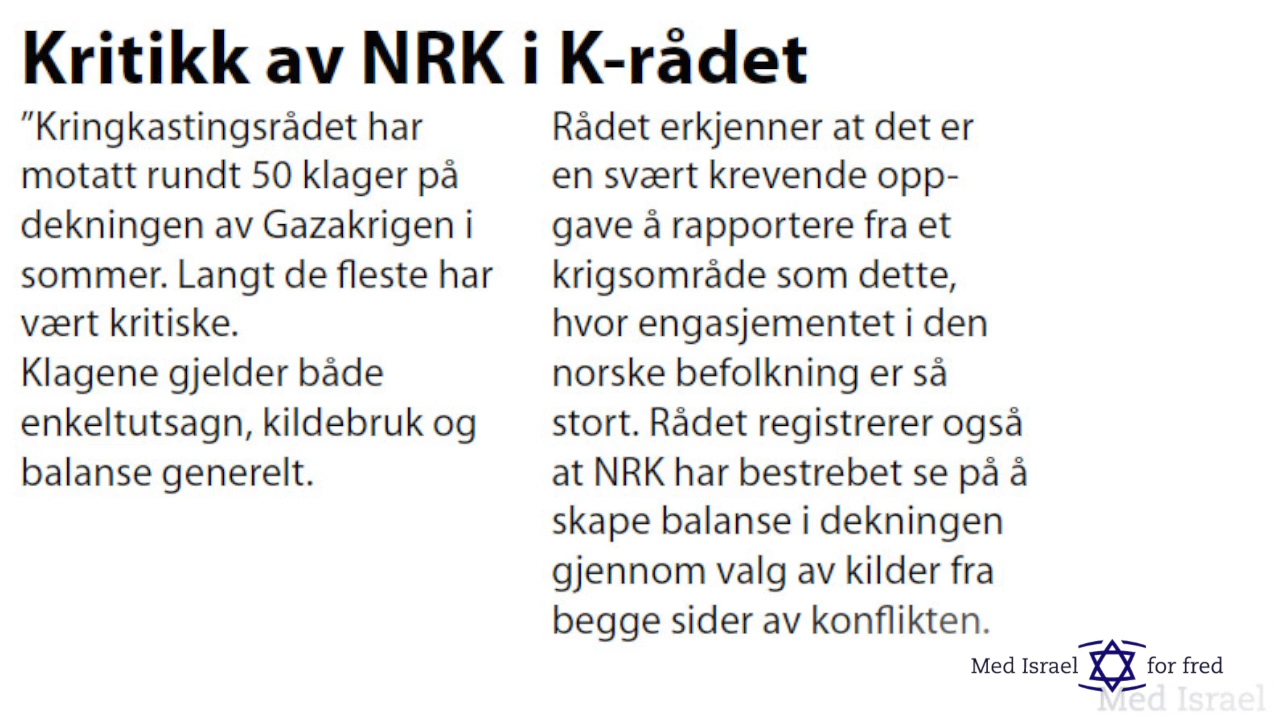 Kritikk av NRK i K-rådet
”Kringkastingsrådet har
motatt rundt 50 klager på
dekningen av Gazakrigen i
sommer. Langt de fleste har
vært kritiske.
Klagene gjelder både
enkeltutsagn, kildebruk og
balanse generelt.
Rådet erkjenner at det er
en svært krevende opp-
gave å rapportere fra et
krigsområde som dette,
hvor engasjementet i den
norske befolkning er så
stort. Rådet registrerer også
at NRK har bestrebet se på å
skape balanse i dekningen
gjennom valg av kilder fra
begge sider av konflikten.
Med Israel for fred
Med Israel